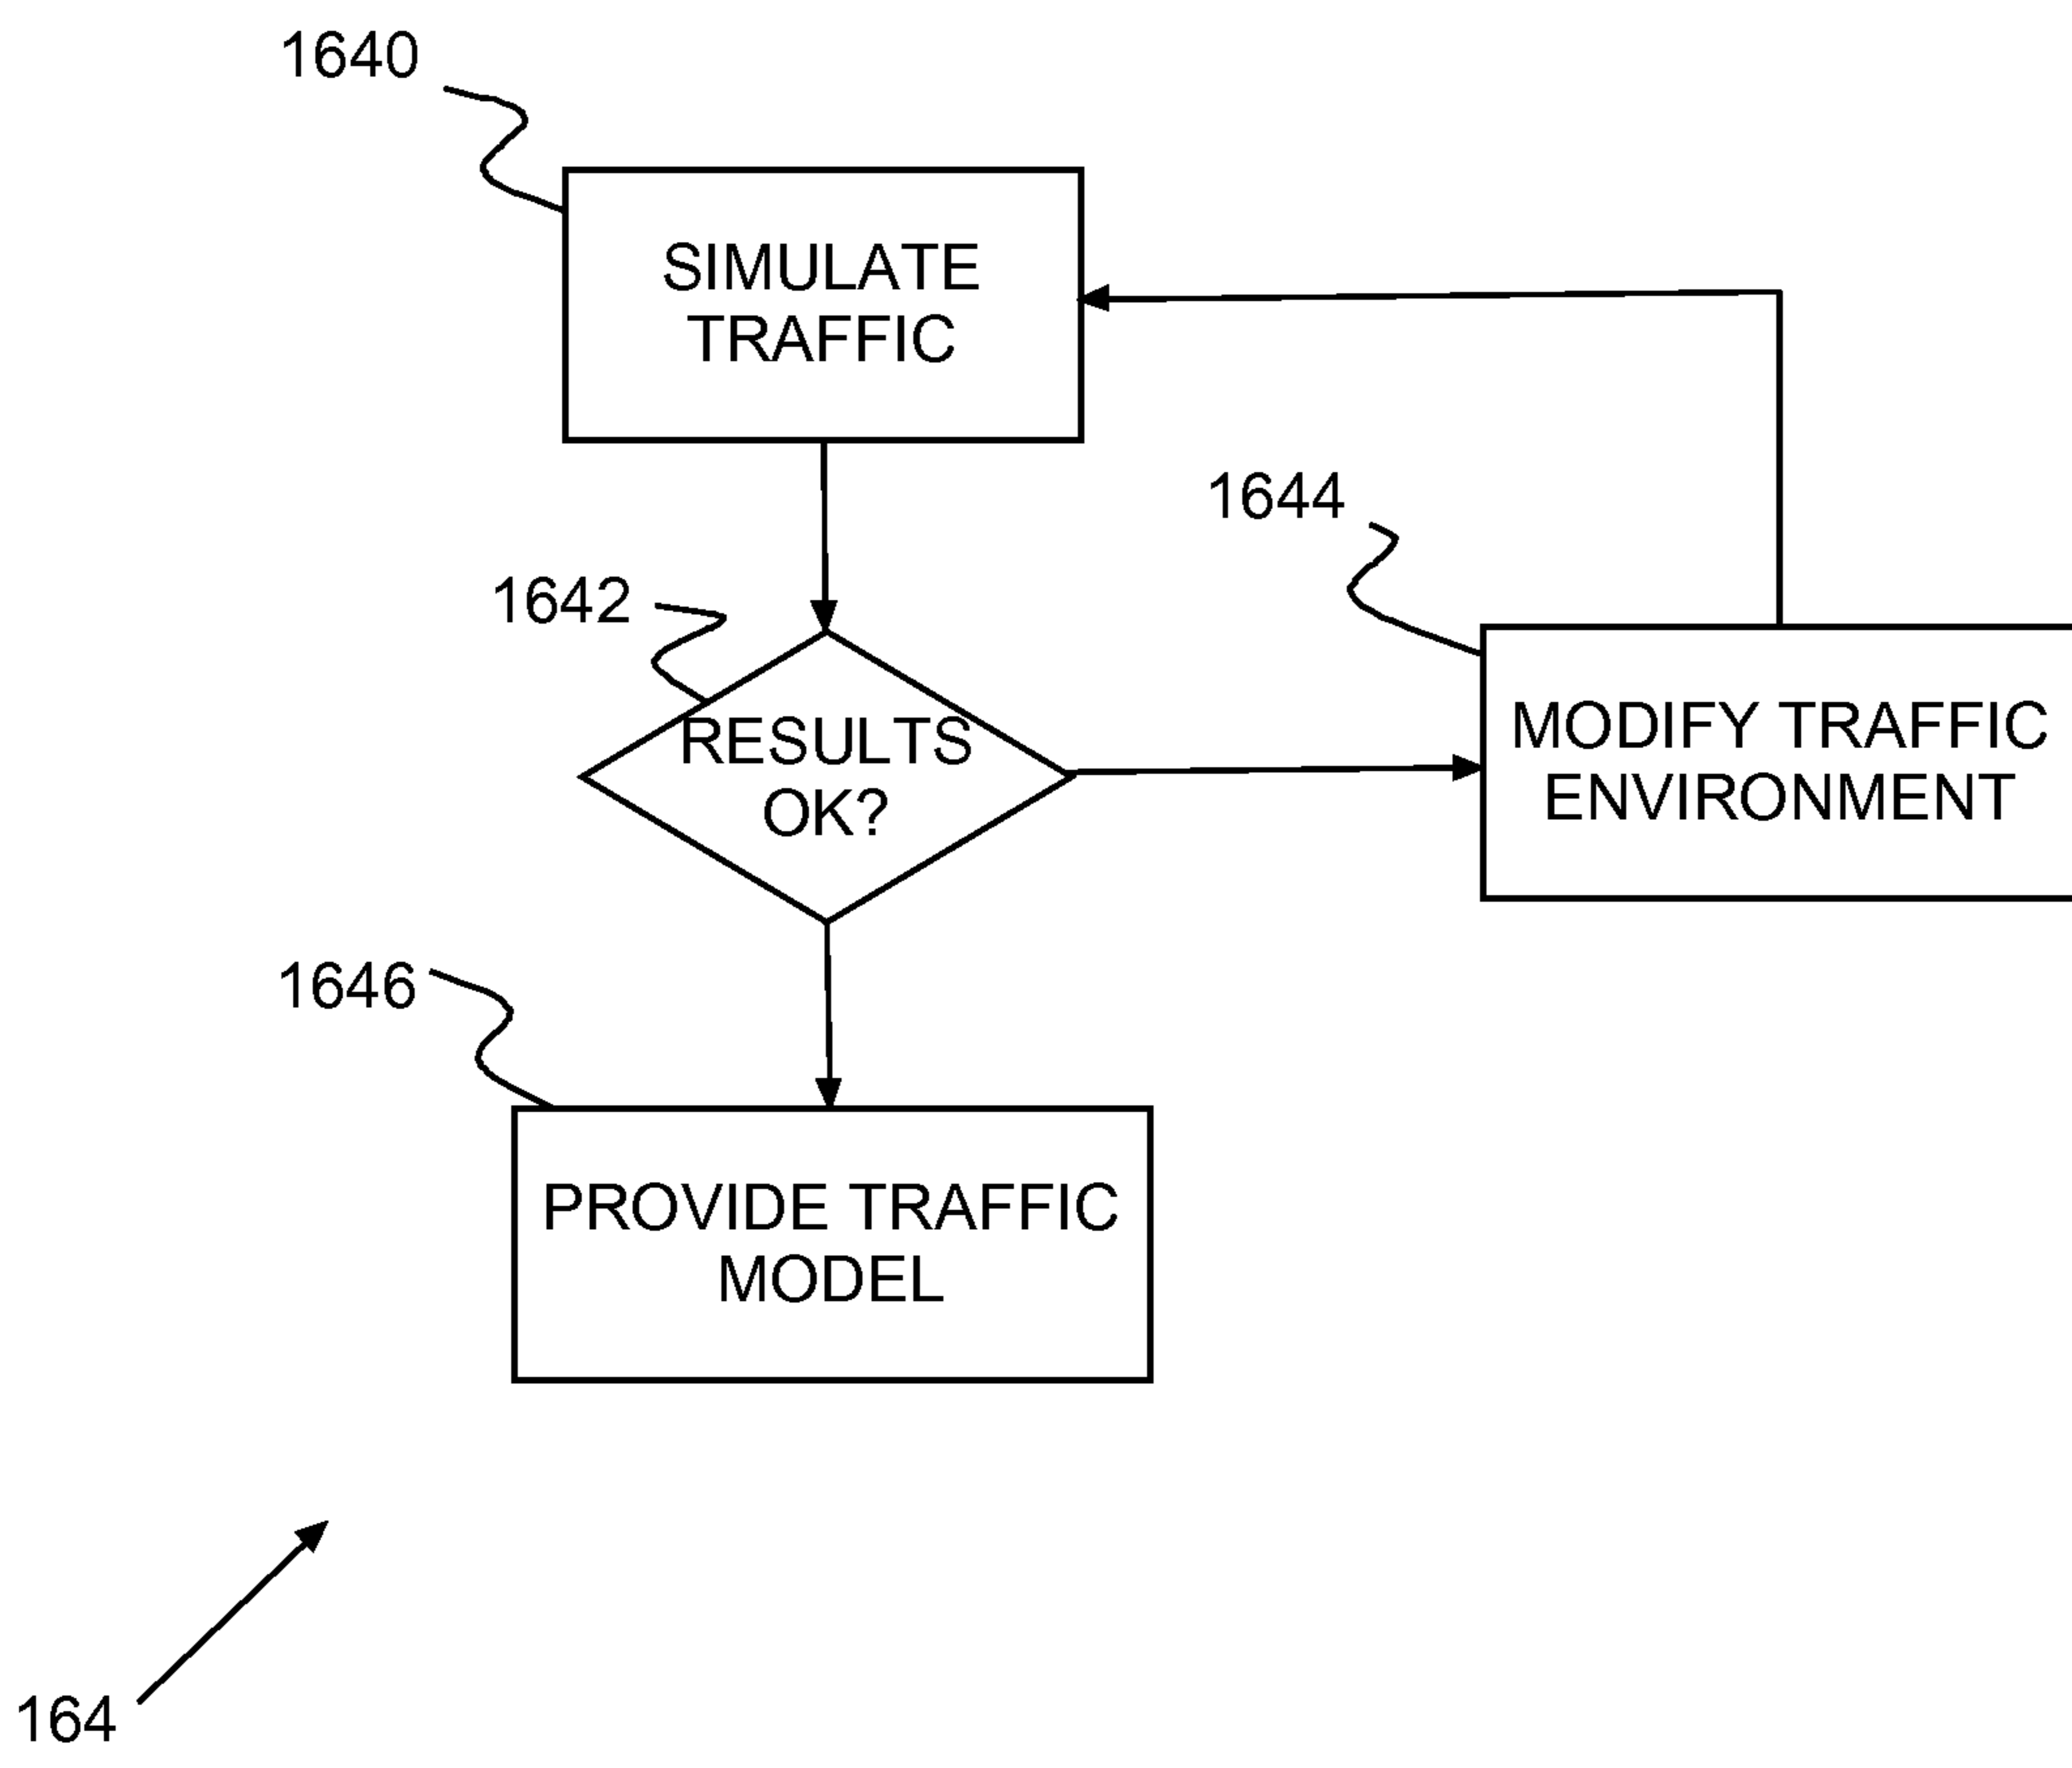 1640
SIMULATE
TRAFFIC
1644
1642
RESULTS
OK?
MODIFY TRAFFIC
ENVIRONMENT
1646
PROVIDE TRAFFIC
MODEL
164